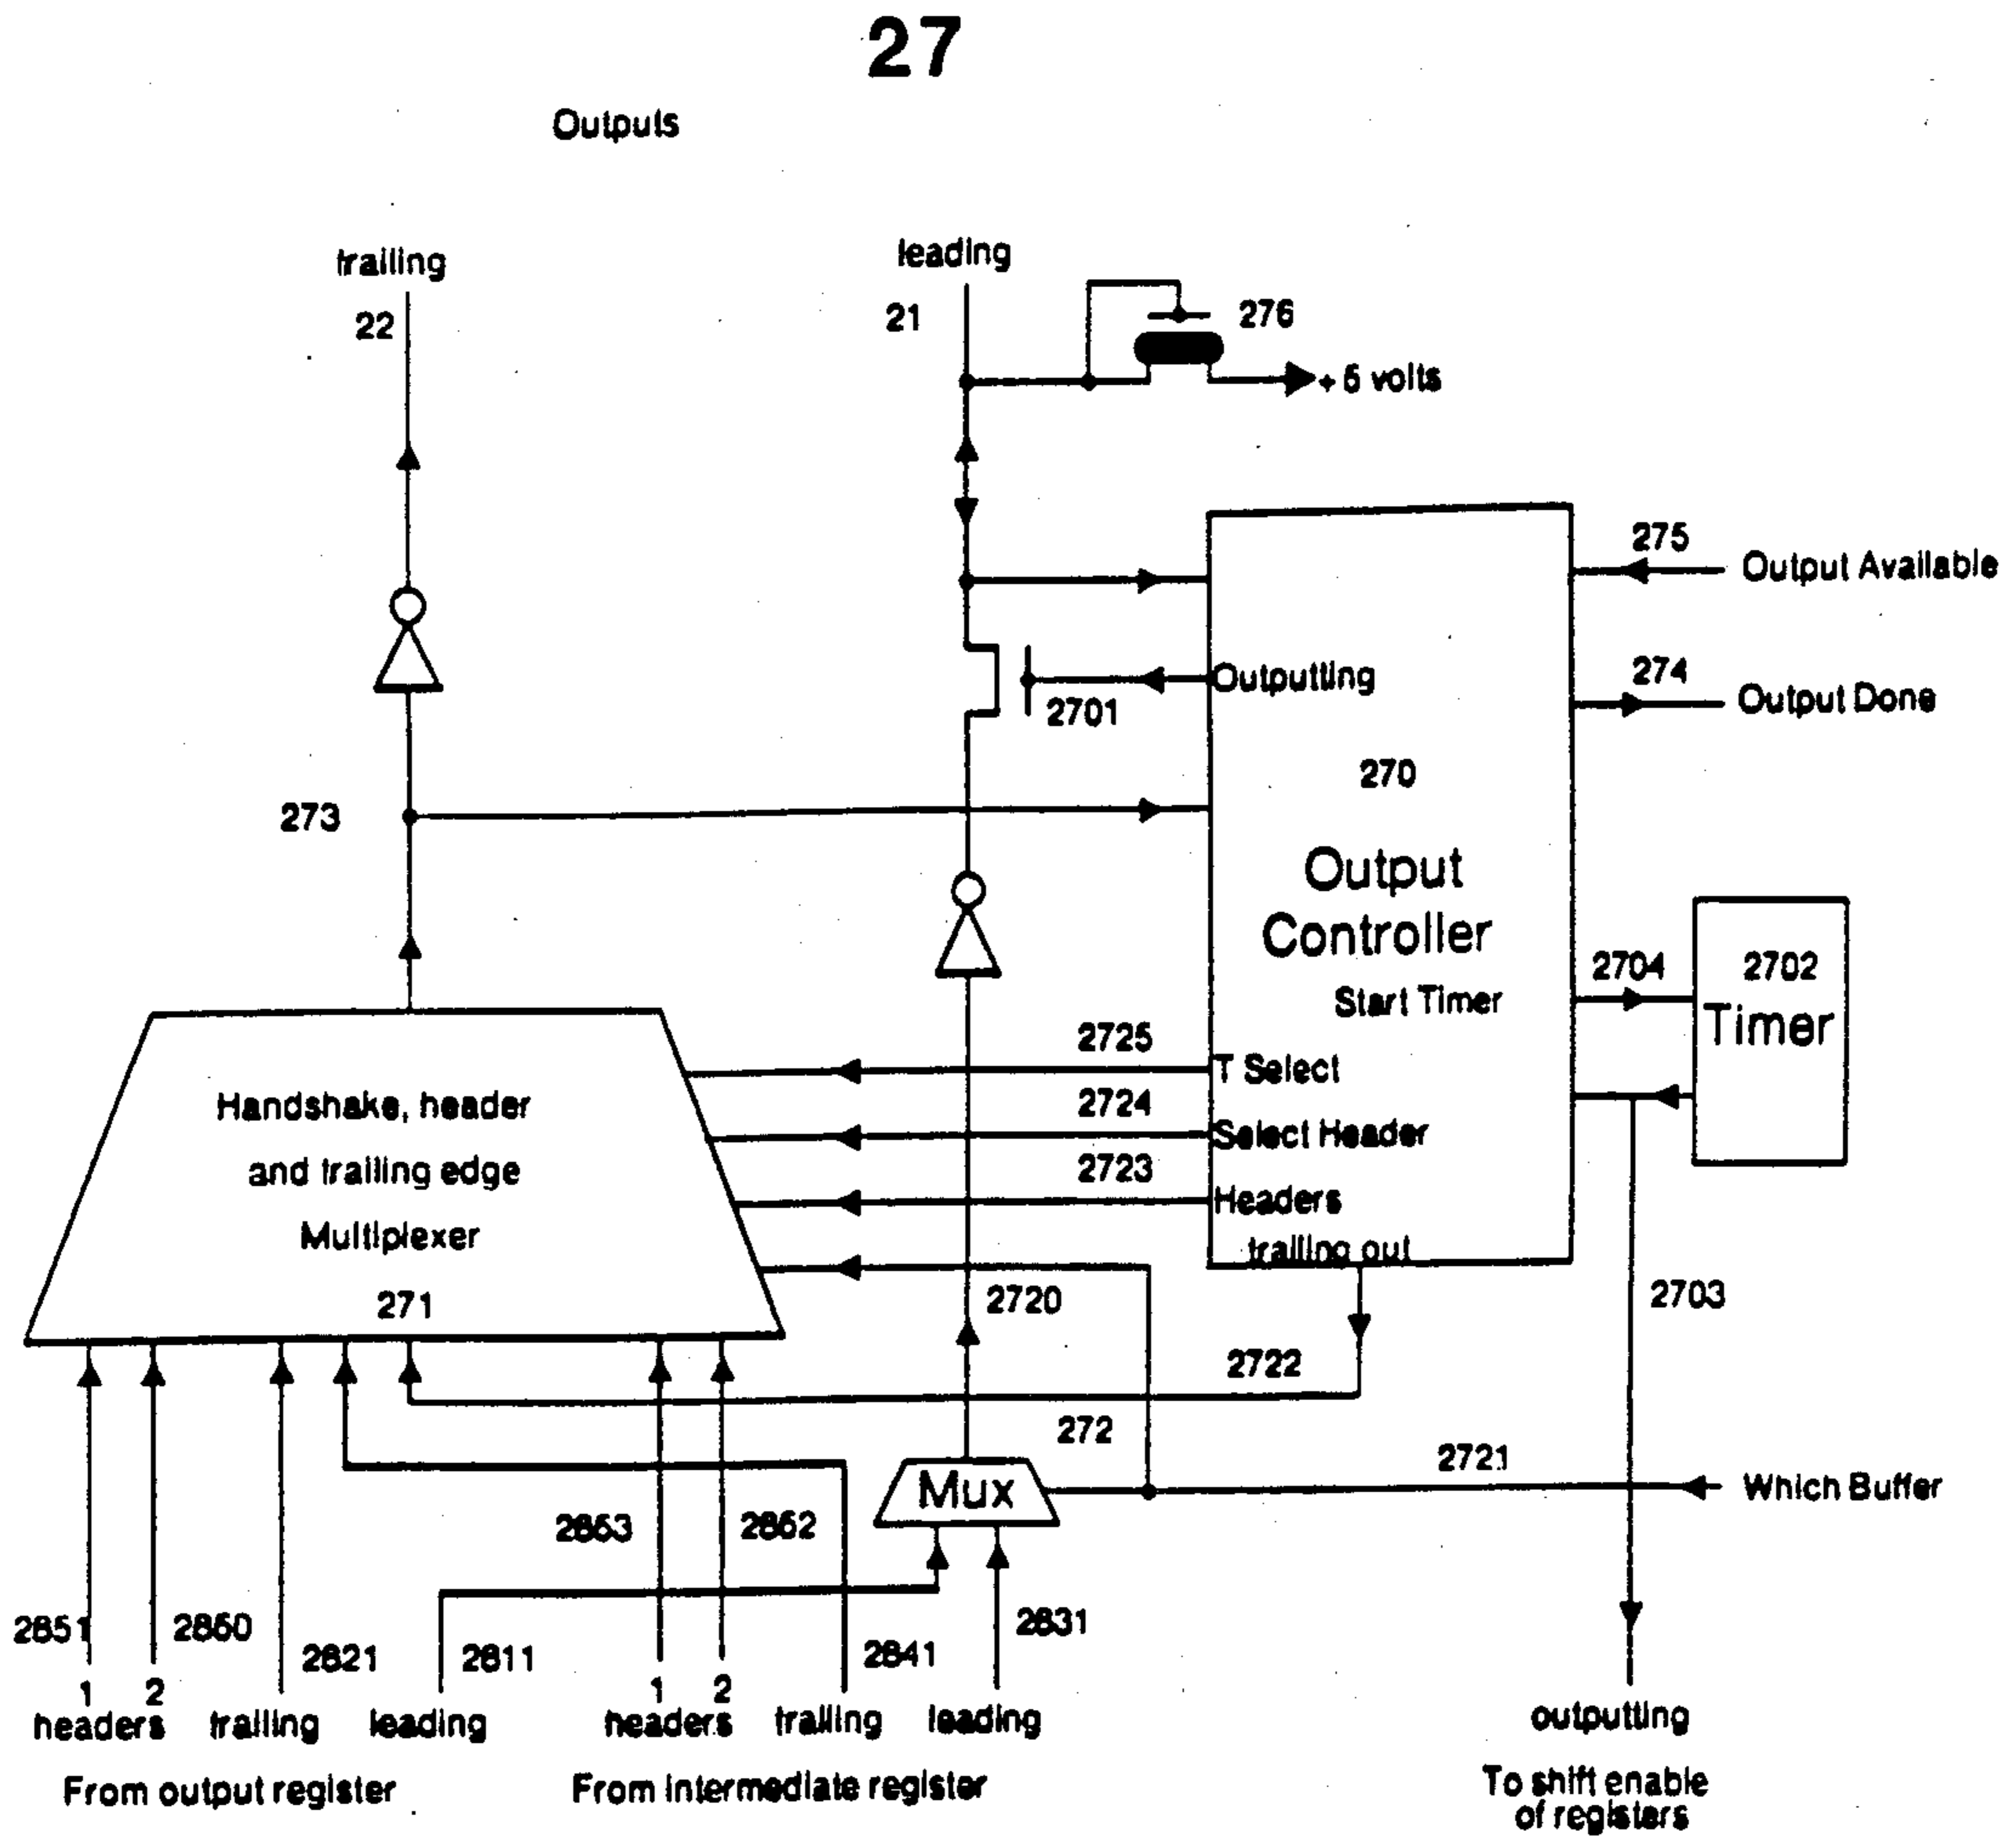 27
Outputs
trailing
22
leading
21
276
+ 5 volts
275
Output Available
274
Output Done
Outputting
2701
270
Output
Controller
273
Start Timer
2704
2702
Timer
2725
T Select
2724
Select Header
2723
Headers
trailing out
Handshake, header
and trailing edge
Multiplexer
271
2720
2703
2722
272
2721
Mux
Which Buffer
2853
2852
2851
2850
2821
2811
2841
2831
1
2
headers
trailing
leading
1
2
headers
trailing
leading
From output register
From intermediate register
outputting
To shift enable
of registers